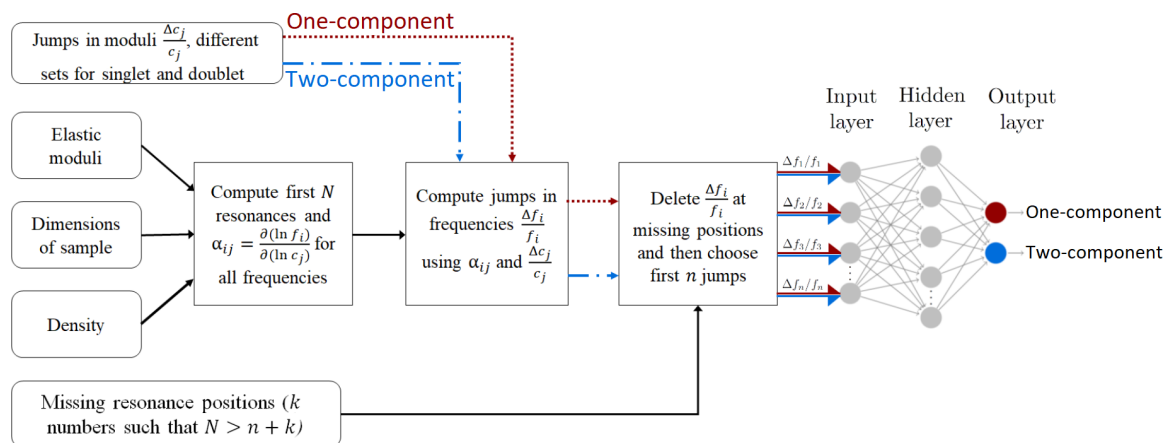 Jumps in moduli Δc_j/c_j, different
sets for singlet and doublet
One-component
Two-component
Elastic
moduli
Dimensions
of sample
Density
Compute first N
resonances and
α_ij = ∂(ln f_i)/∂(ln c_j) for
all frequencies
Compute jumps in
frequencies Δf_i/f_i
using α_ij and Δc_j/c_j
Delete Δf_i/f_i at
missing positions
and then choose
first n jumps
Missing resonance positions (k
numbers such that N > n + k)
Δf_1/f_1
Δf_2/f_2
Δf_3/f_3
Δf_n/f_n
Input
layer
Hidden
layer
Output
layer
One-component
Two-component